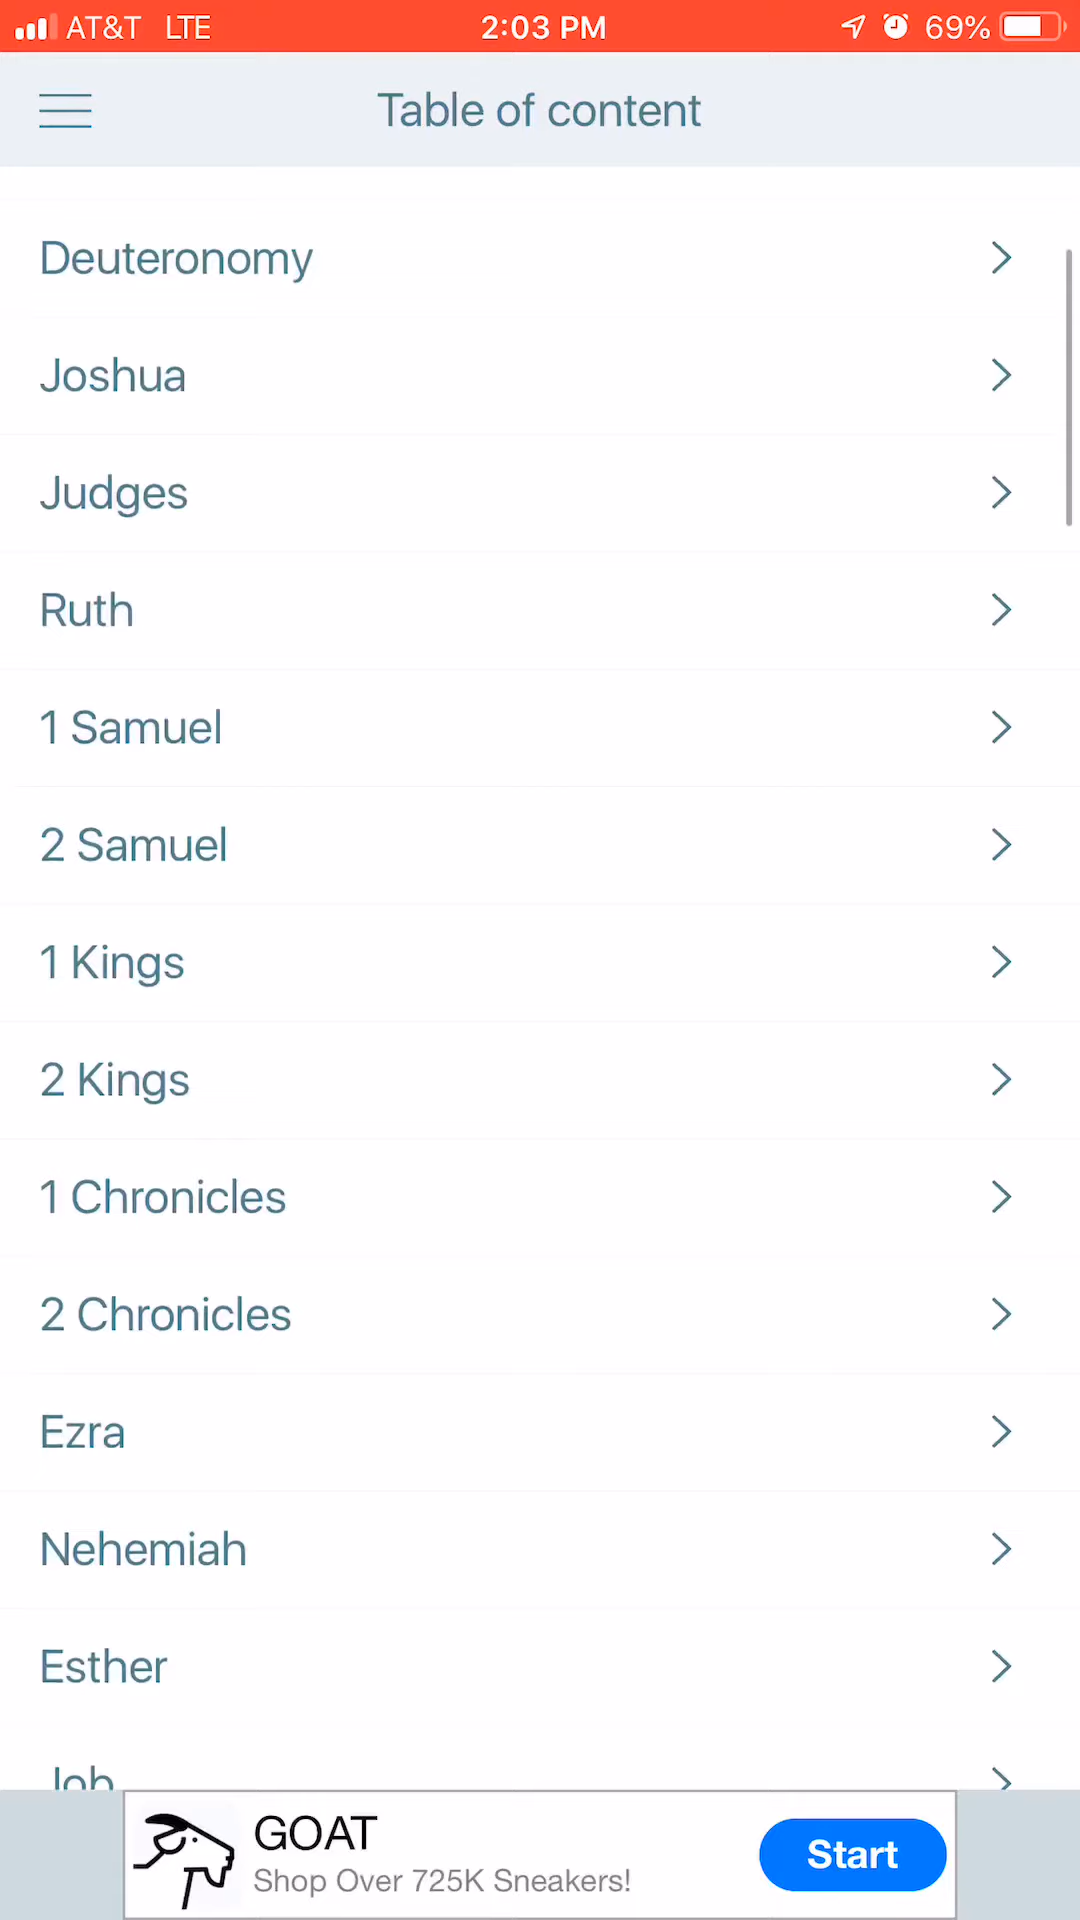 AT&T LTE 2:03 PM 69%
Table of content
Deuteronomy
Joshua
Judges
Ruth
1 Samuel
2 Samuel
1 Kings
2 Kings
1 Chronicles
2 Chronicles
Ezra
Nehemiah
Esther
Job
GOAT
Shop Over 725K Sneakers!
Start